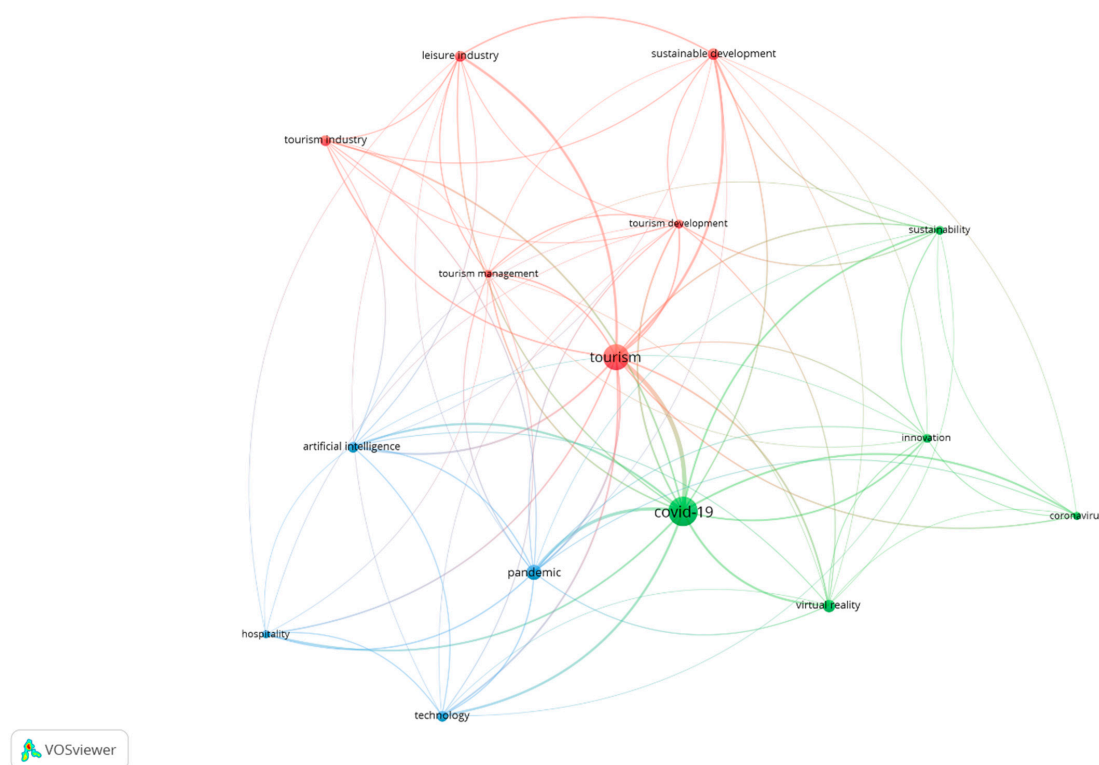 leisure industry
sustainable development
tourism industry
tourism development
sustainability
tourism management
tourism
innovation
artificial intelligence
covid-19
coronaviru
pandemic
virtual reality
hospitality
technology
VOSviewer